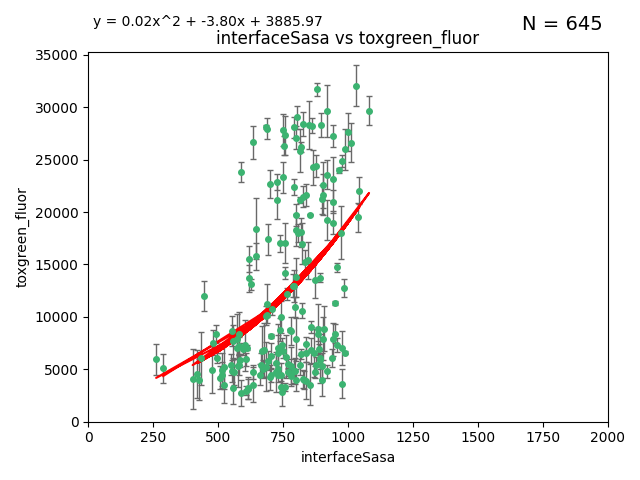 y = 0.02x^2 + -3.80x + 3885.97
N = 645
interfaceSasa vs toxgreen_fluor
35000
30000
25000
20000
15000
10000
5000
0
toxgreen_fluor
0 250 500 750 1000 1250 1500 1750 2000
interfaceSasa